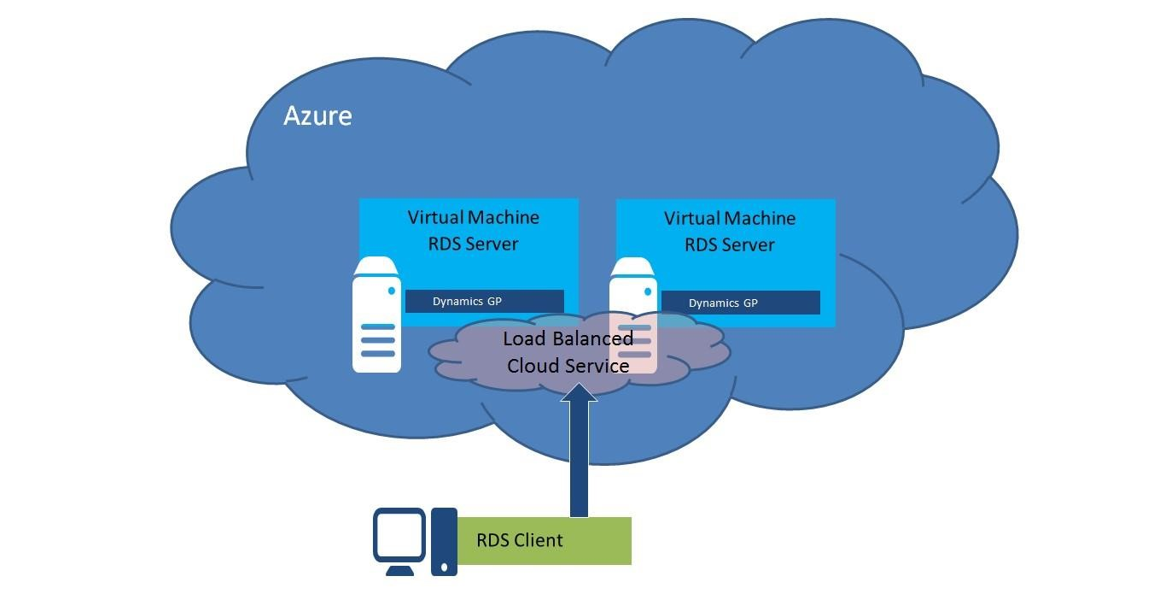 Azure
Virtual Machine
RDS Server
Dynamics GP
Virtual Machine
RDS Server
Dynamics GP
Load Balanced
Cloud Service
RDS Client